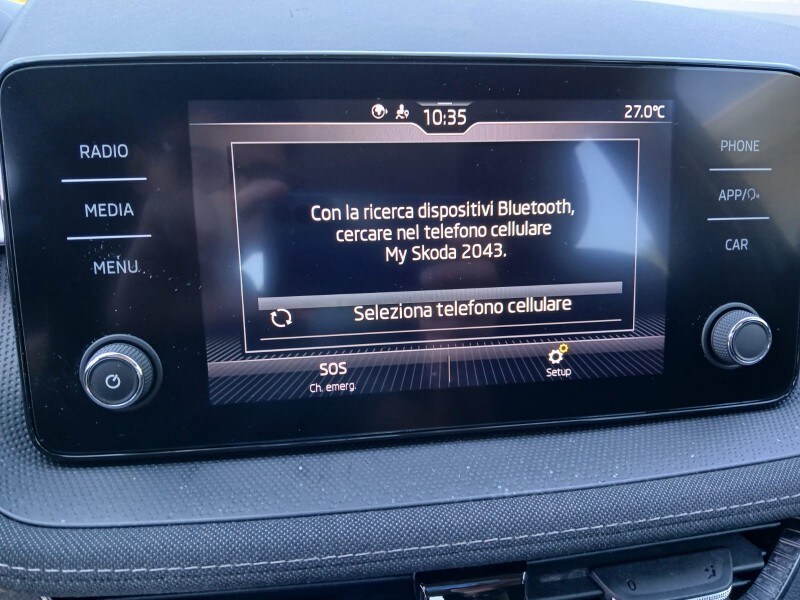 10:35
27.0°C
RADIO
MEDIA
MENU
Con la ricerca dispositivi Bluetooth,
cercare nel telefono cellulare
My Skoda 2043.
Seleziona telefono cellulare
SOS
Ch. emerg.
Setup
PHONE
APP/
CAR
0